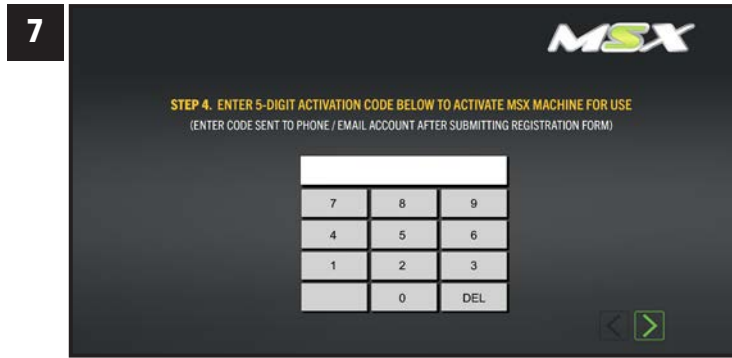 7
MSX
STEP 4. ENTER 5-DIGIT ACTIVATION CODE BELOW TO ACTIVATE MSX MACHINE FOR USE
(ENTER CODE SENT TO PHONE / EMAIL ACCOUNT AFTER SUBMITTING REGISTRATION FORM)
7 8 9
4 5 6
1 2 3
0 DEL
< >